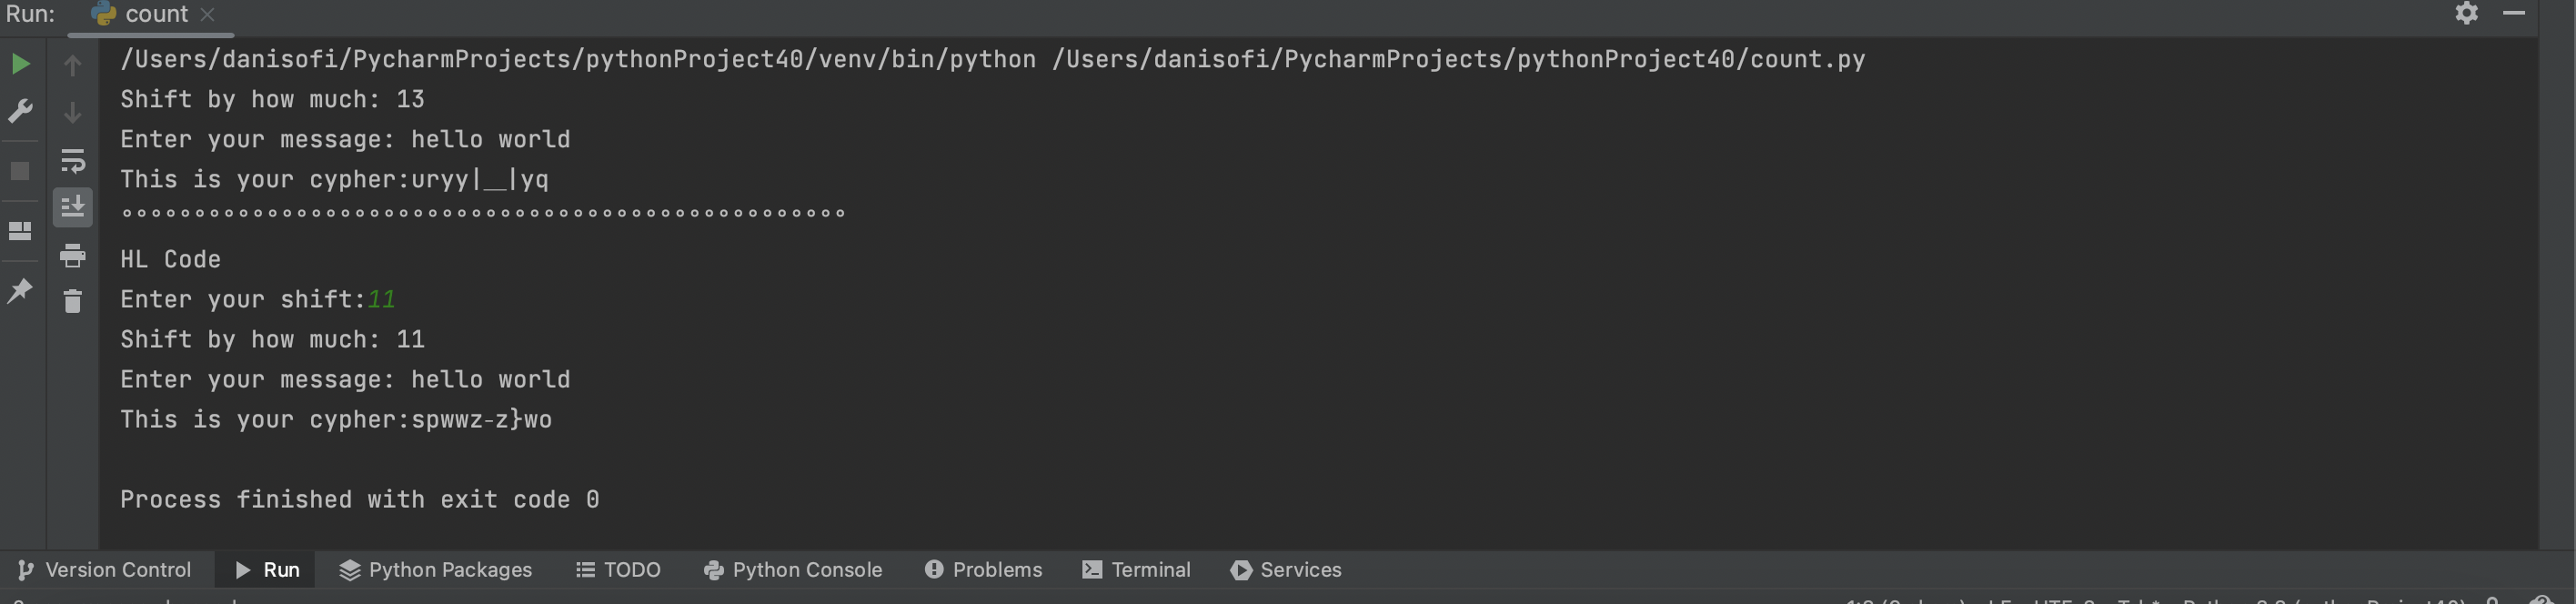 Run: count
/Users/danisofi/PycharmProjects/pythonProject40/venv/bin/python /Users/danisofi/PycharmProjects/pythonProject40/count.py
Shift by how much: 13
Enter your message: hello world
This is your cypher:uryy|__|yq
°°°°°°°°°°°°°°°°°°°°°°°°°°°°°°°°°°°°°°°°°°°°°°°°°°
HL Code
Enter your shift:11
Shift by how much: 11
Enter your message: hello world
This is your cypher:spwwz-z}wo
Process finished with exit code 0
Version Control Run Python Packages TODO Python Console Problems Terminal Services